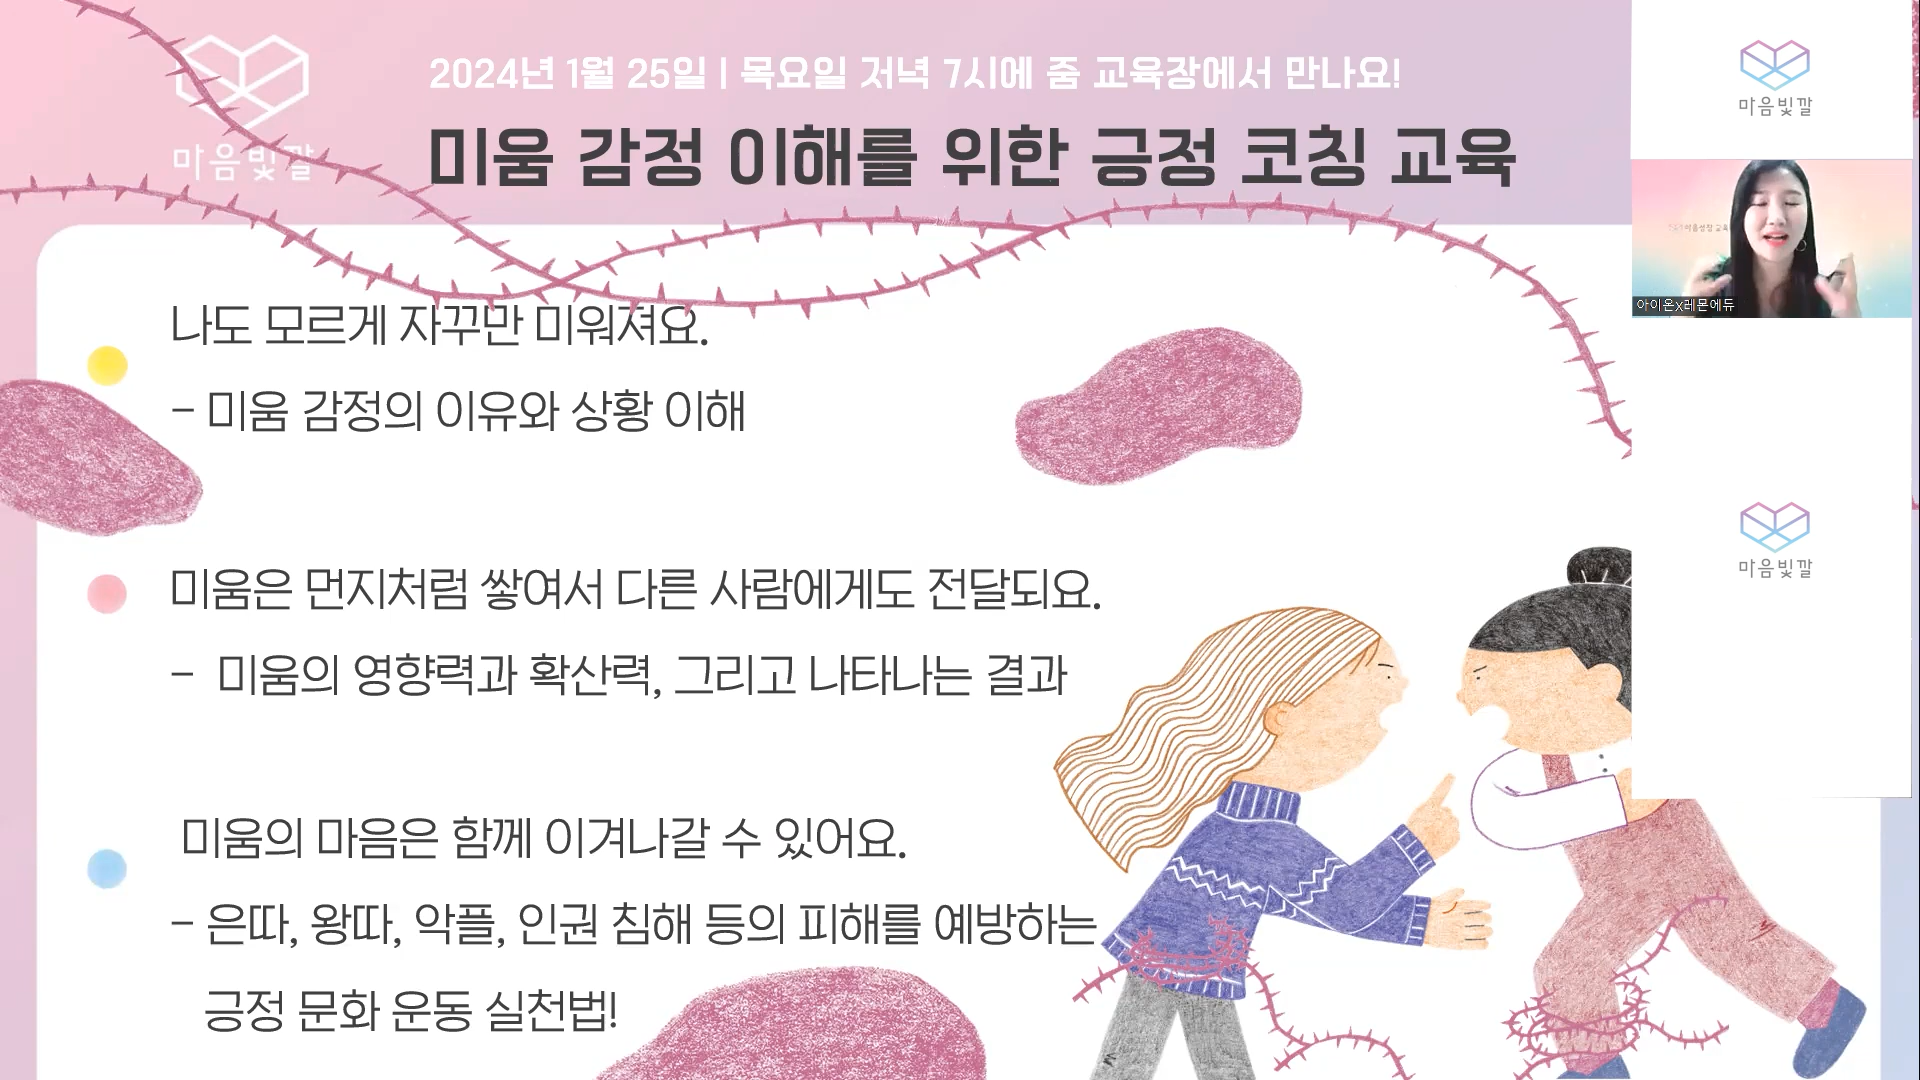 마음빛깔
2024년 1월 25일 | 목요일 저녁 7시에 줌 교육장에서 만나요!
미움 감정 이해를 위한 긍정 코칭 교육
나도 모르게 자꾸만 미워져요.
- 미움 감정의 이유와 상황 이해
미움은 먼지처럼 쌓여서 다른 사람에게도 전달되요.
- 미움의 영향력과 확산력, 그리고 나타나는 결과
미움의 마음은 함께 이겨나갈 수 있어요.
- 은따, 왕따, 악플, 인권 침해 등의 피해를 예방하는
긍정 문화 운동 실천법!
마음빛깔
아이온x레몬에듀
마음빛깔